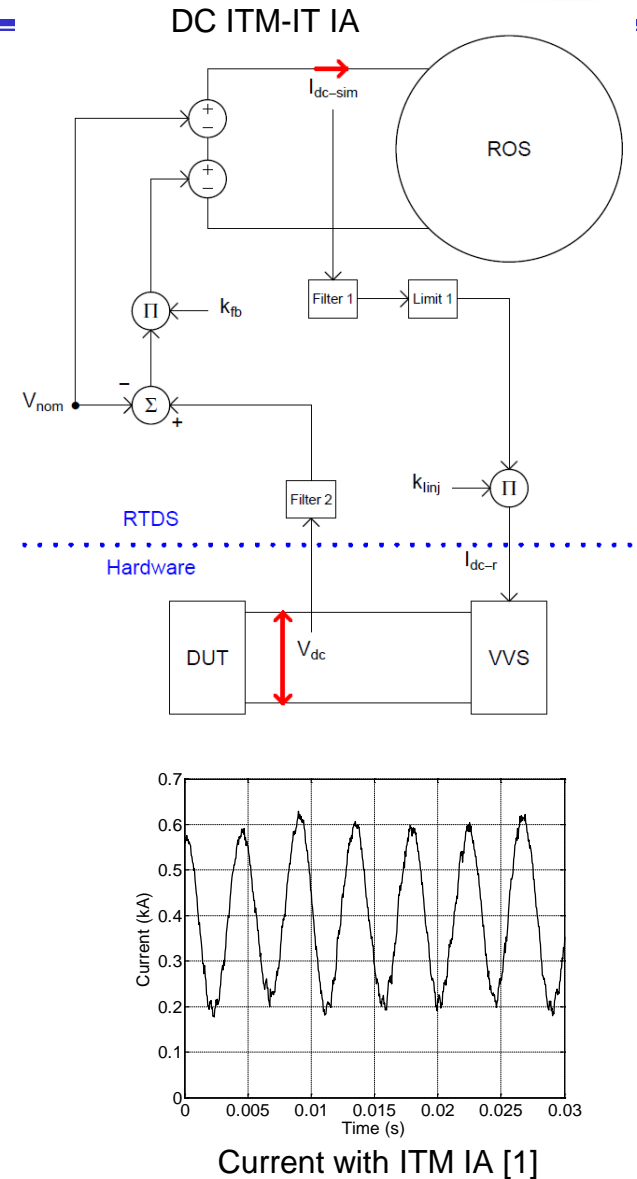 DC ITM-IT IA
I_dc–sim
+
−
ROS
+
−
Filter 1
Limit 1
Π
k_fb
−
V_nom
Σ
+
k_Iinj
Π
Filter 2
RTDS
Hardware
I_dc–r
DUT
V_dc
VVS
0.7
0.6
0.5
0.4
0.3
0.2
0.1
0
Current (kA)
0 0.005 0.01 0.015 0.02 0.025 0.03
Time (s)
Current with ITM IA [1]